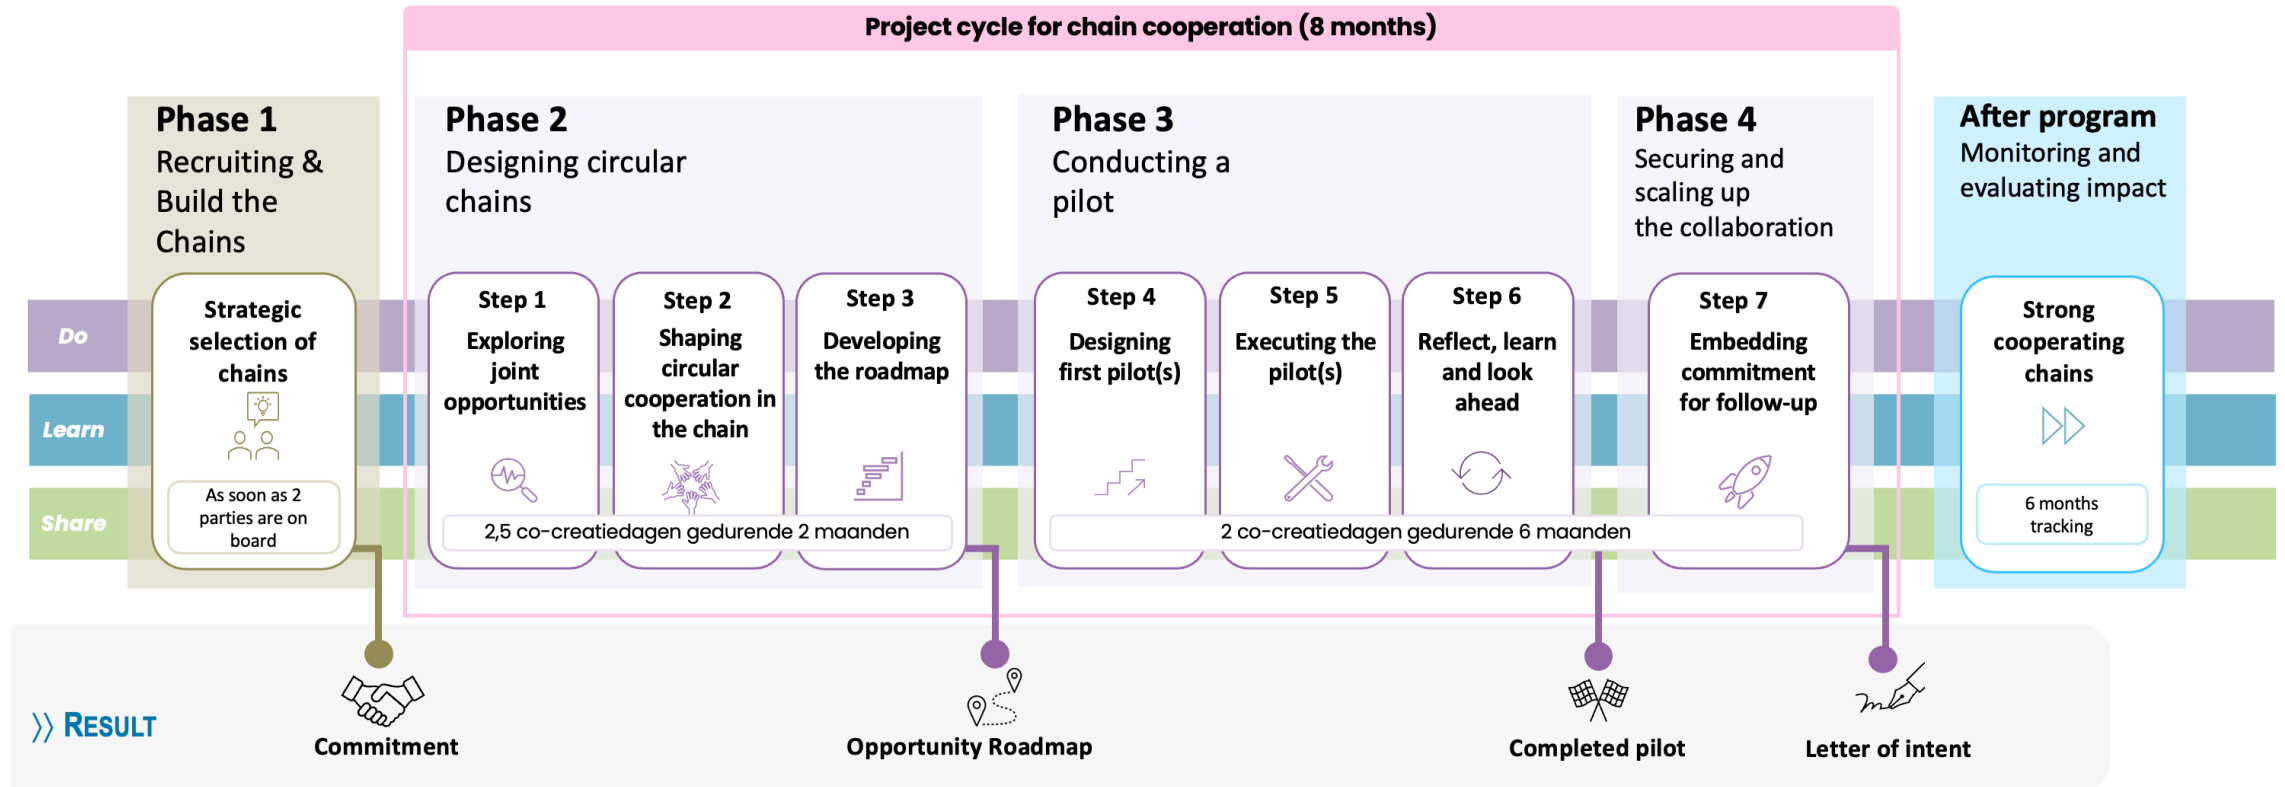 Project cycle for chain cooperation (8 months)
Phase 1
Recruiting &
Build the
Chains
Phase 2
Designing circular
chains
Phase 3
Conducting a
pilot
Phase 4
Securing and
scaling up
the collaboration
After program
Monitoring and
evaluating impact
Do
Learn
Share
Strategic
selection of
chains
As soon as 2
parties are on
board
Step 1
Exploring
joint
opportunities
Step 2
Shaping
circular
cooperation in
the chain
Step 3
Developing
the roadmap
2,5 co-creatiedagen gedurende 2 maanden
Step 4
Designing
first pilot(s)
Step 5
Executing the
pilot(s)
Step 6
Reflect, learn
and look
ahead
Step 7
Embedding
commitment
for follow-up
2 co-creatiedagen gedurende 6 maanden
Strong
cooperating
chains
6 months
tracking
RESULT
Commitment
Opportunity Roadmap
Completed pilot
Letter of intent